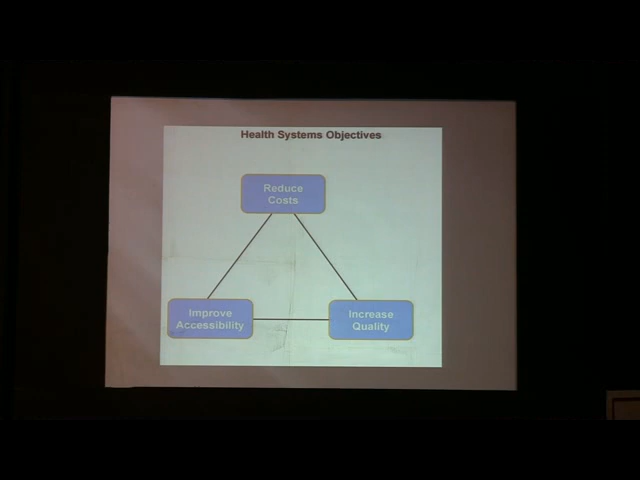 Health Systems Objectives
Reduce
Costs
Improve
Accessibility
Increase
Quality